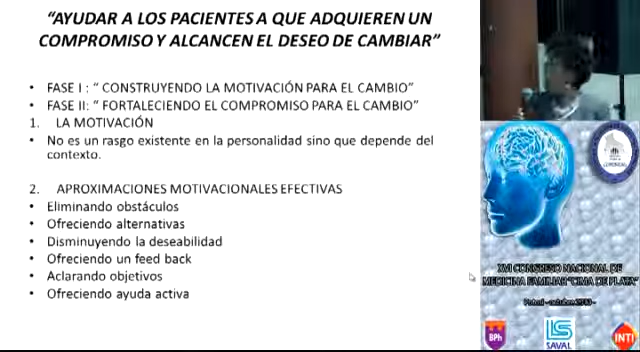 “AYUDAR A LOS PACIENTES A QUE ADQUIEREN UN
COMPROMISO Y ALCANCEN EL DESEO DE CAMBIAR”
• FASE I : “ CONSTRUYENDO LA MOTIVACIÓN PARA EL CAMBIO”
• FASE II: “ FORTALECIENDO EL COMPROMISO PARA EL CAMBIO”
1. LA MOTIVACIÓN
• No es un rasgo existente en la personalidad sino que depende del
contexto.
2. APROXIMACIONES MOTIVACIONALES EFECTIVAS
• Eliminando obstáculos
• Ofreciendo alternativas
• Disminuyendo la deseabilidad
• Ofreciendo un feed back
• Aclarando objetivos
• Ofreciendo ayuda activa
XVI CONGRESO NACIONAL DE
MEDICINA FAMILIAR "CIMA DE PLATA"
BPh
SAVAL
INTI